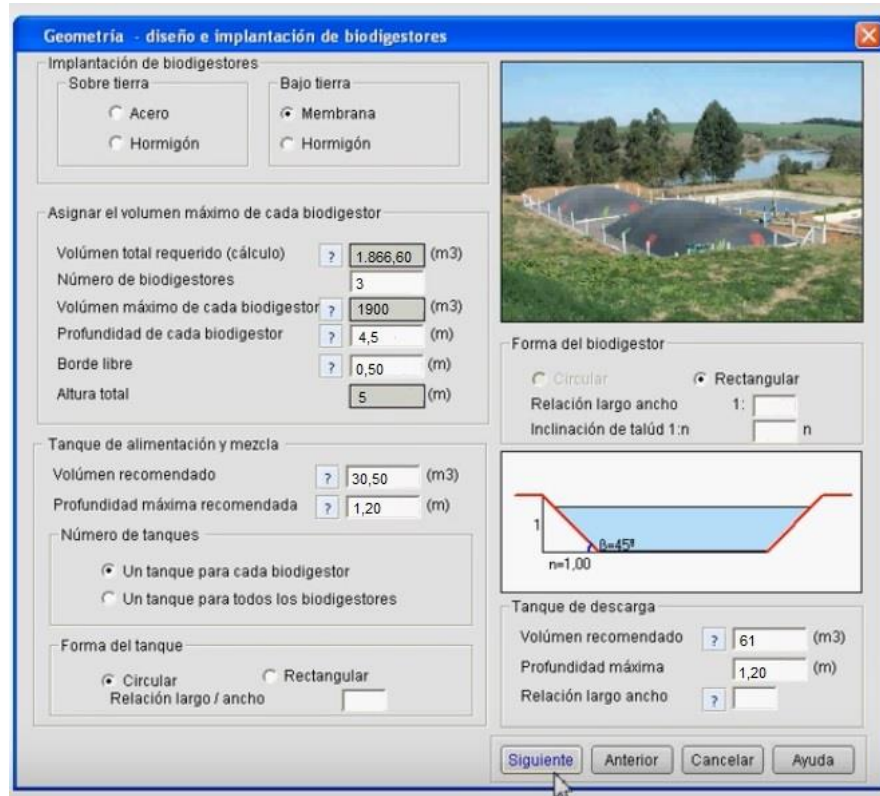 Geometría - diseño e implantación de biodigestores
Implantación de biodigestores
Sobre tierra
Acero
Hormigón
Bajo tierra
Membrana
Hormigón
Asignar el volumen máximo de cada biodigestor
Volúmen total requerido (cálculo) ? 1.866,60 (m3)
Número de biodigestores 3
Volúmen máximo de cada biodigestor ? 1900 (m3)
Profundidad de cada biodigestor ? 4,5 (m)
Borde libre ? 0,50 (m)
Altura total 5 (m)
Tanque de alimentación y mezcla
Volúmen recomendado ? 30,50 (m3)
Profundidad máxima recomendada ? 1,20 (m)
Número de tanques
Un tanque para cada biodigestor
Un tanque para todos los biodigestores
Forma del tanque
Circular
Rectangular
Relación largo / ancho
Forma del biodigestor
Circular
Rectangular
Relación largo ancho 1:
Inclinación de talúd 1:n n
1
β=45º
n=1,00
Tanque de descarga
Volúmen recomendado ? 61 (m3)
Profundidad máxima 1,20 (m)
Relación largo ancho ?
Siguiente
Anterior
Cancelar
Ayuda